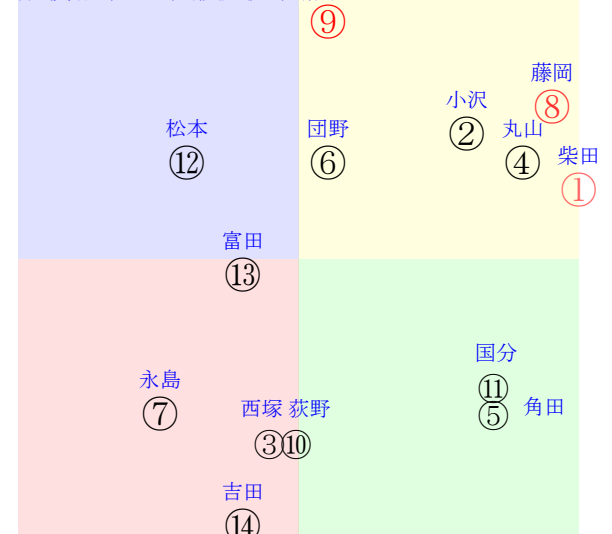 ⑨
藤岡
⑧
小沢
②
丸山
④
松本
⑫
団野
⑥
柴田
①
富田
⑬
国分
⑪
⑤
角田
永島
⑦
西塚 荻野
③⑩
吉田
⑭